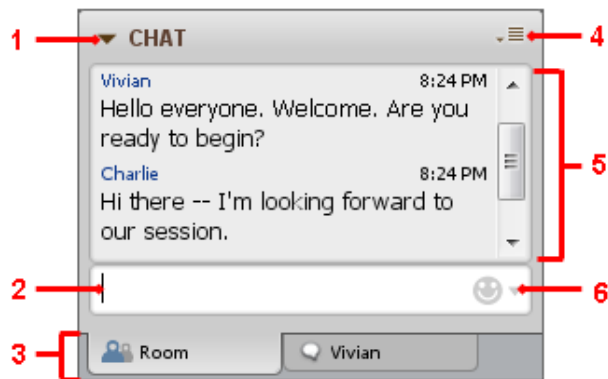 1 CHAT 4
Vivian 8:24 PM
Hello everyone. Welcome. Are you
ready to begin?
5
Charlie 8:24 PM
Hi there -- I'm looking forward to
our session.
2 6
3 Room Vivian